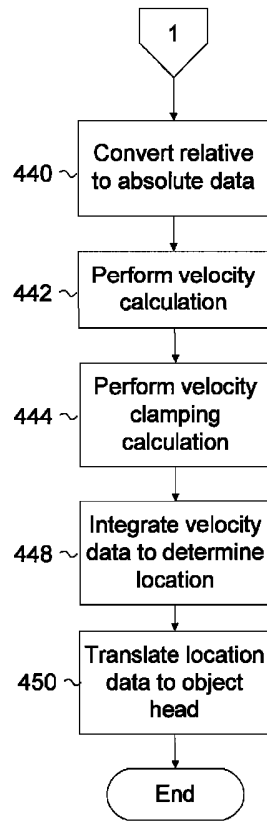 1
440
Convert relative
to absolute data
442
Perform velocity
calculation
444
Perform velocity
clamping
calculation
448
Integrate velocity
data to determine
location
450
Translate location
data to object
head
End